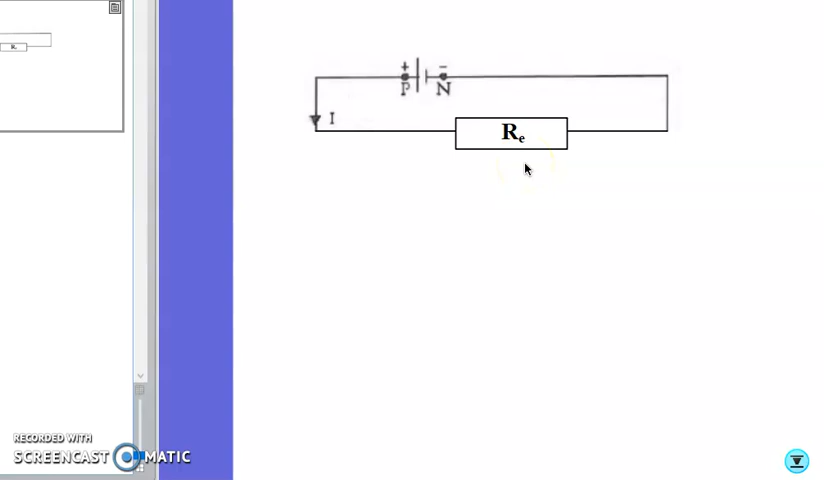 + −
P N
I
Re
R.
RECORDED WITH
SCREENCAST MATIC